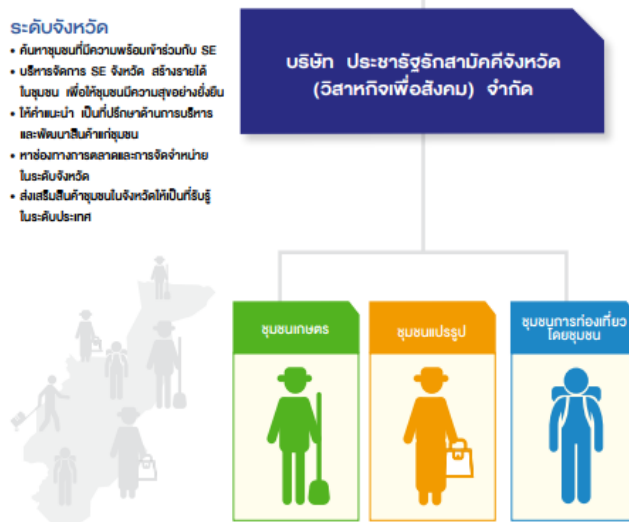 ระดับจังหวัด
• ค้นหาชุมชนที่มีความพร้อมเข้าร่วมกับ SE
• บริหารจัดการ SE จังหวัด สร้างรายได้
ในชุมชน เพื่อให้ชุมชนมีความสุขอย่างยั่งยืน
• ให้คำแนะนำ เป็นที่ปรึกษาด้านการบริหาร
และพัฒนาสินค้าแก่ชุมชน
• หาช่องทางการตลาดและการจัดจำหน่าย
ในระดับจังหวัด
• ส่งเสริมสินค้าชุมชนในจังหวัดให้เป็นที่รับรู้
ในระดับประเทศ
บริษัท ประชารัฐรักสามัคคีจังหวัด
(วิสาหกิจเพื่อสังคม) จำกัด
ชุมชนเกษตร
ชุมชนแปรรูป
ชุมชนการท่องเที่ยว
โดยชุมชน